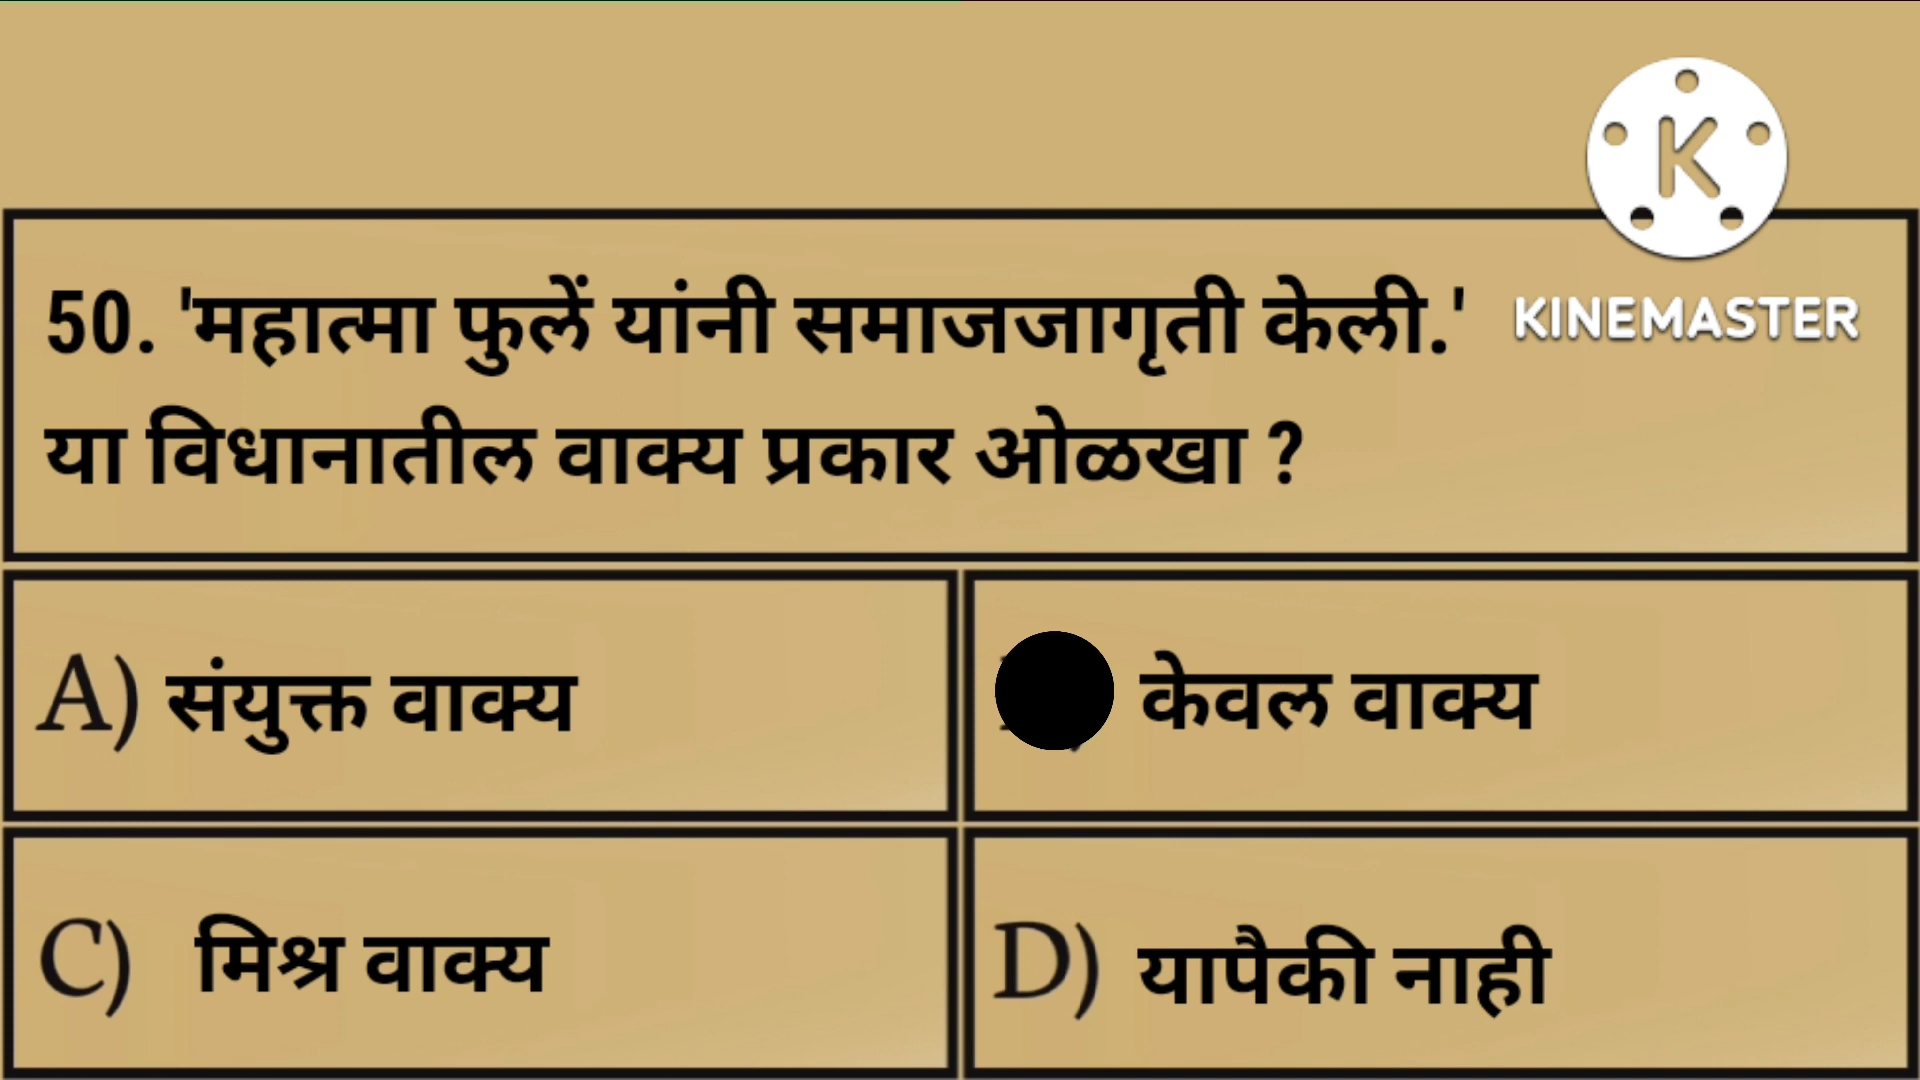 KINEMASTER
50. 'महात्मा फुलें यांनी समाजजागृती केली.'
या विधानातील वाक्य प्रकार ओळखा ?
A) संयुक्त वाक्य
केवल वाक्य
C) मिश्र वाक्य
D) यापैकी नाही